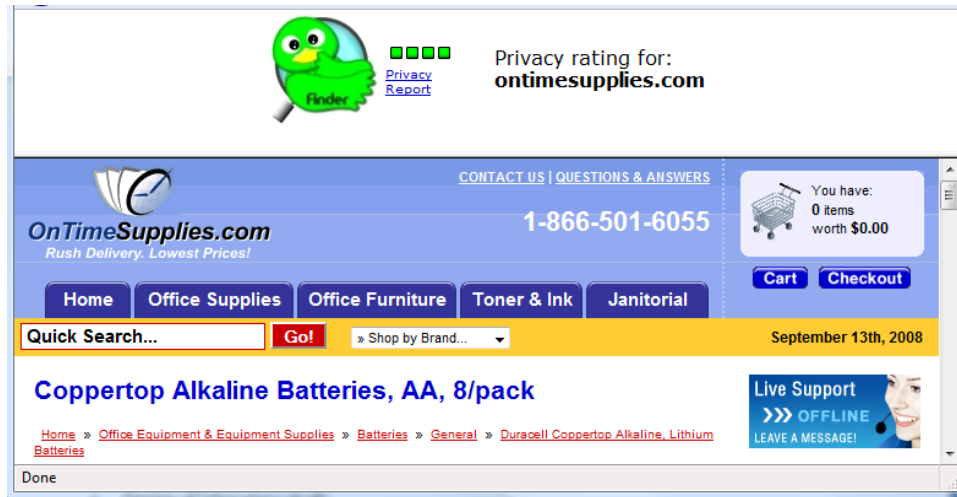 Finder
Privacy
Report
Privacy rating for:
ontimesupplies.com
CONTACT US | QUESTIONS & ANSWERS
1-866-501-6055
OnTimeSupplies.com
Rush Delivery. Lowest Prices!
You have:
0 items
worth $0.00
Cart Checkout
Home Office Supplies Office Furniture Toner & Ink Janitorial
Quick Search... Go! » Shop by Brand... September 13th, 2008
Coppertop Alkaline Batteries, AA, 8/pack
Home » Office Equipment & Equipment Supplies » Batteries » General » Duracell Coppertop Alkaline, Lithium
Batteries
Live Support
»» OFFLINE
LEAVE A MESSAGE!
Done